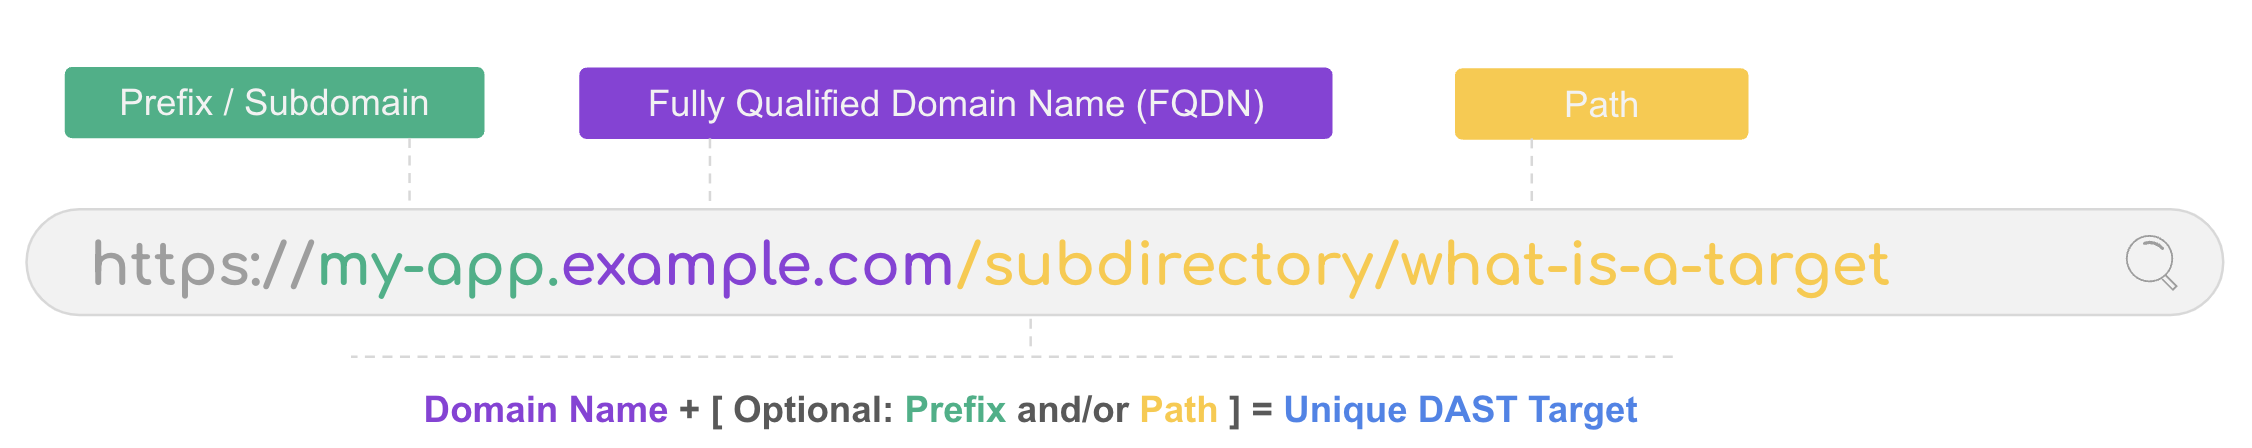 Prefix / Subdomain
Fully Qualified Domain Name (FQDN)
Path
https://my-app.example.com/subdirectory/what-is-a-target
Domain Name + [ Optional: Prefix and/or Path ] = Unique DAST Target